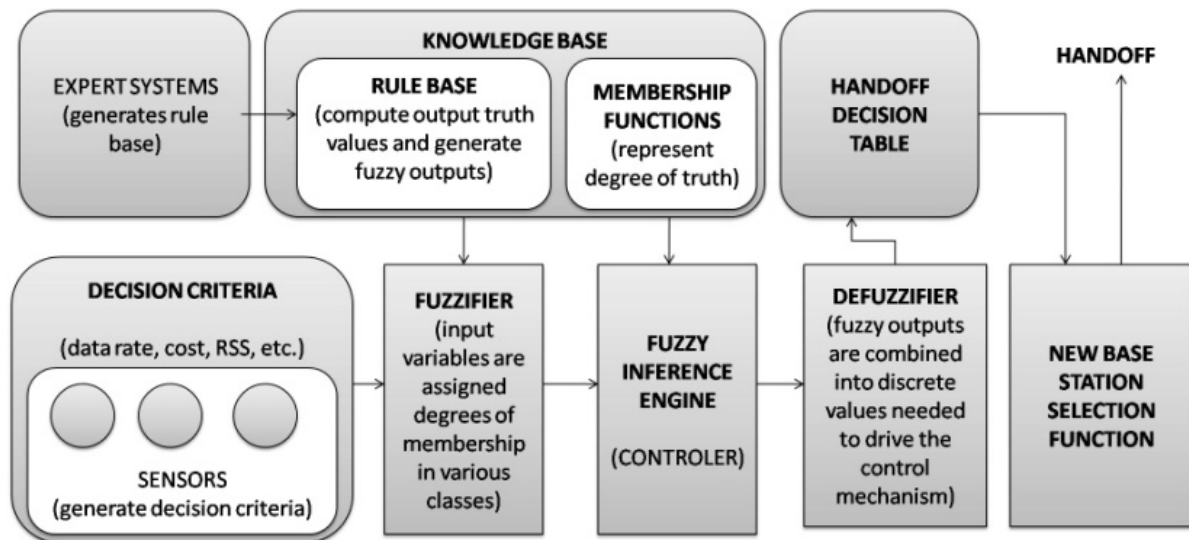 EXPERT SYSTEMS
(generates rule
base)
KNOWLEDGE BASE
RULE BASE
(compute output truth
values and generate
fuzzy outputs)
MEMBERSHIP
FUNCTIONS
(represent
degree of truth)
HANDOFF
DECISION
TABLE
HANDOFF
DECISION CRITERIA
(data rate, cost, RSS, etc.)
SENSORS
(generate decision criteria)
FUZZIFIER
(input
variables are
assigned
degrees of
membership
in various
classes)
FUZZY
INFERENCE
ENGINE
(CONTROLER)
DEFUZZIFIER
(fuzzy outputs
are combined
into discrete
values needed
to drive the
control
mechanism)
NEW BASE
STATION
SELECTION
FUNCTION